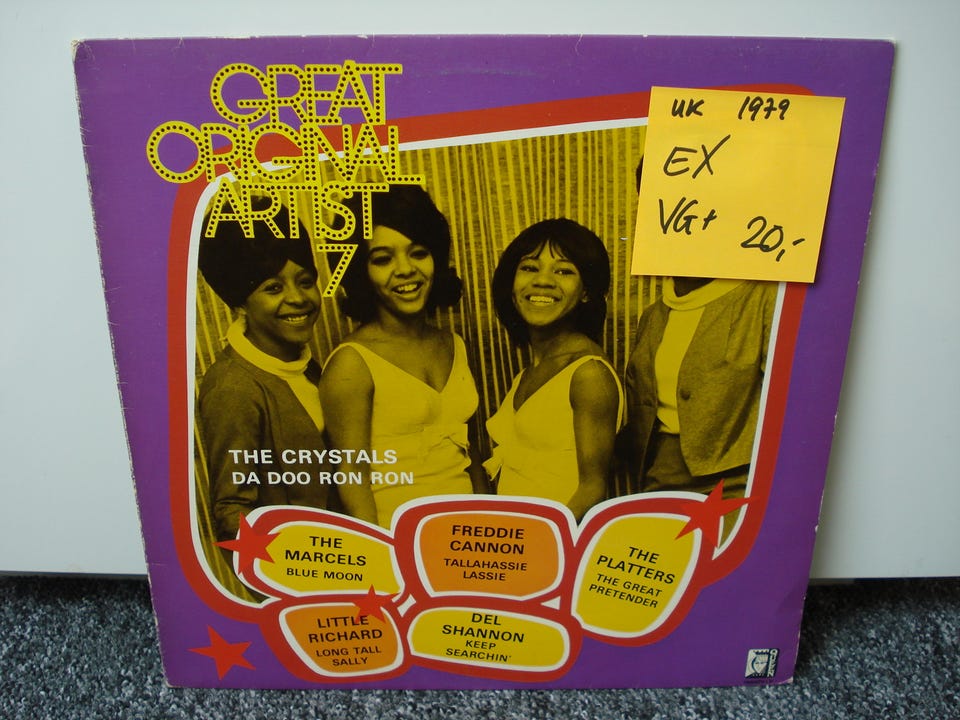 GREAT
ORIGINAL
ARTIST
7
UK 1979
EX
VG+ 20,-
THE CRYSTALS
DA DOO RON RON
THE
MARCELS
BLUE MOON
FREDDIE
CANNON
TALLAHASSIE
LASSIE
THE
PLATTERS
THE GREAT
PRETENDER
LITTLE
RICHARD
LONG TALL
SALLY
DEL
SHANNON
KEEP
SEARCHIN'